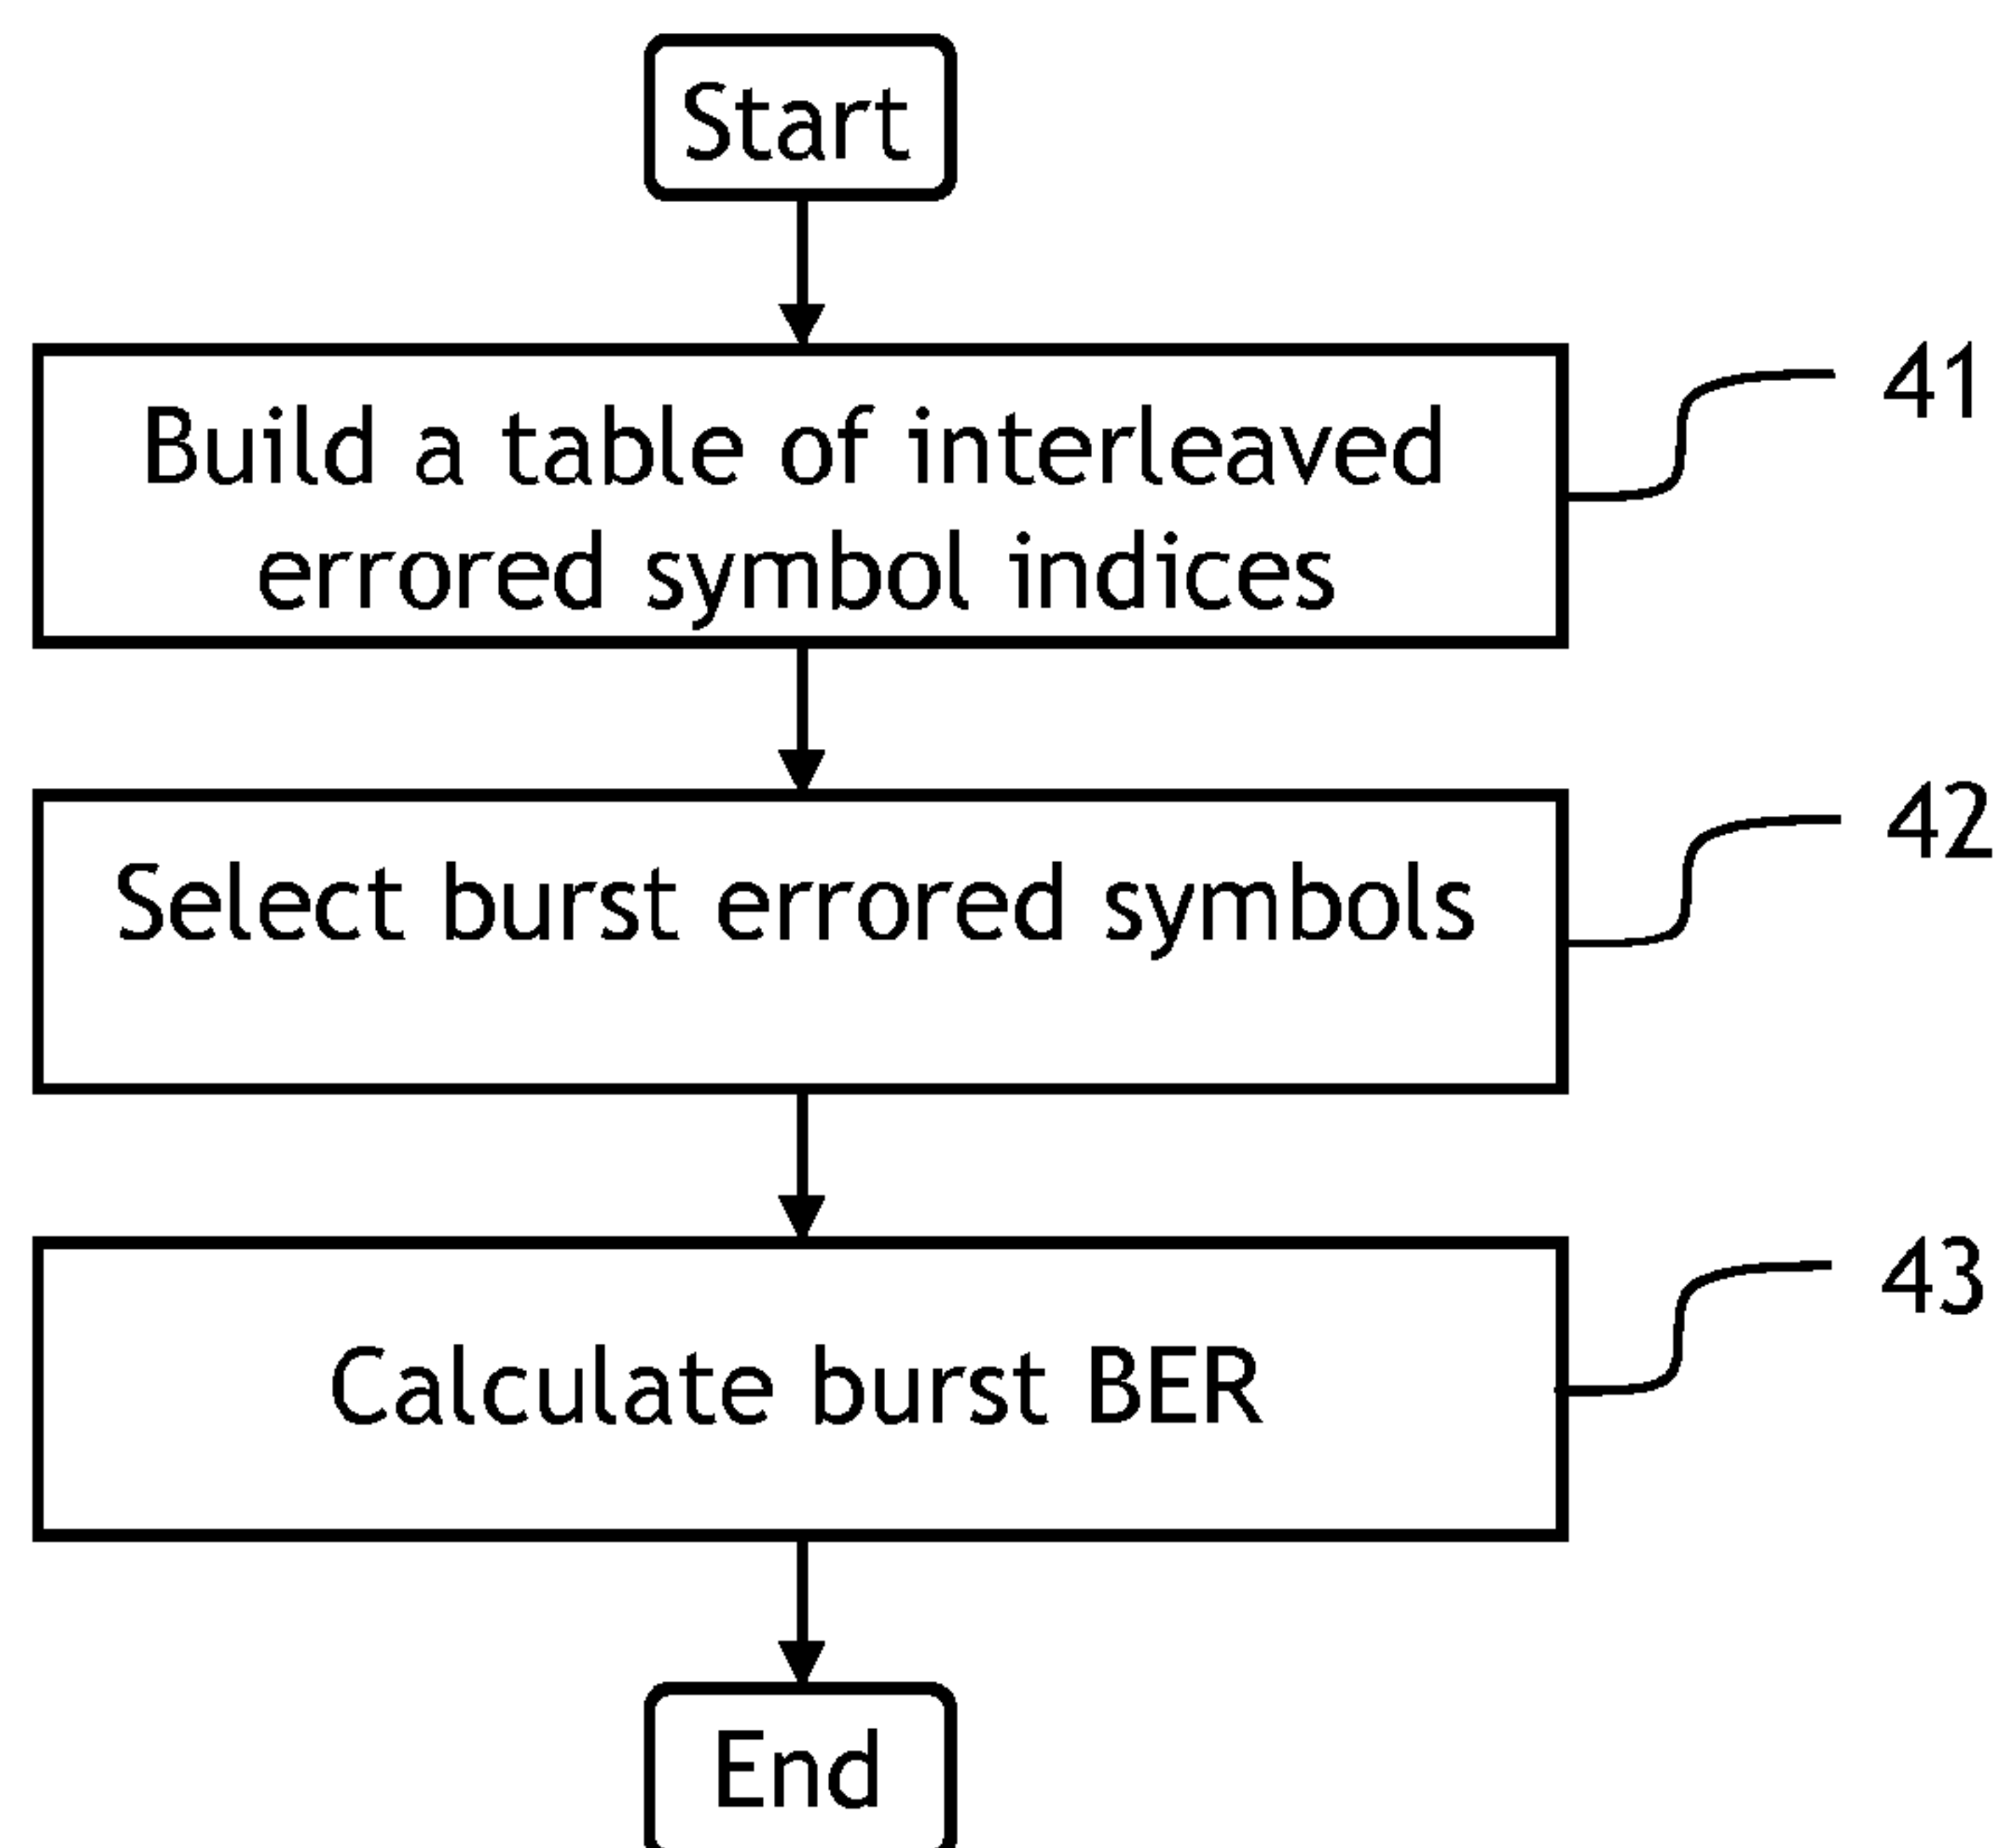 Start
Build a table of interleaved
errored symbol indices
41
Select burst errored symbols
42
Calculate burst BER
43
End